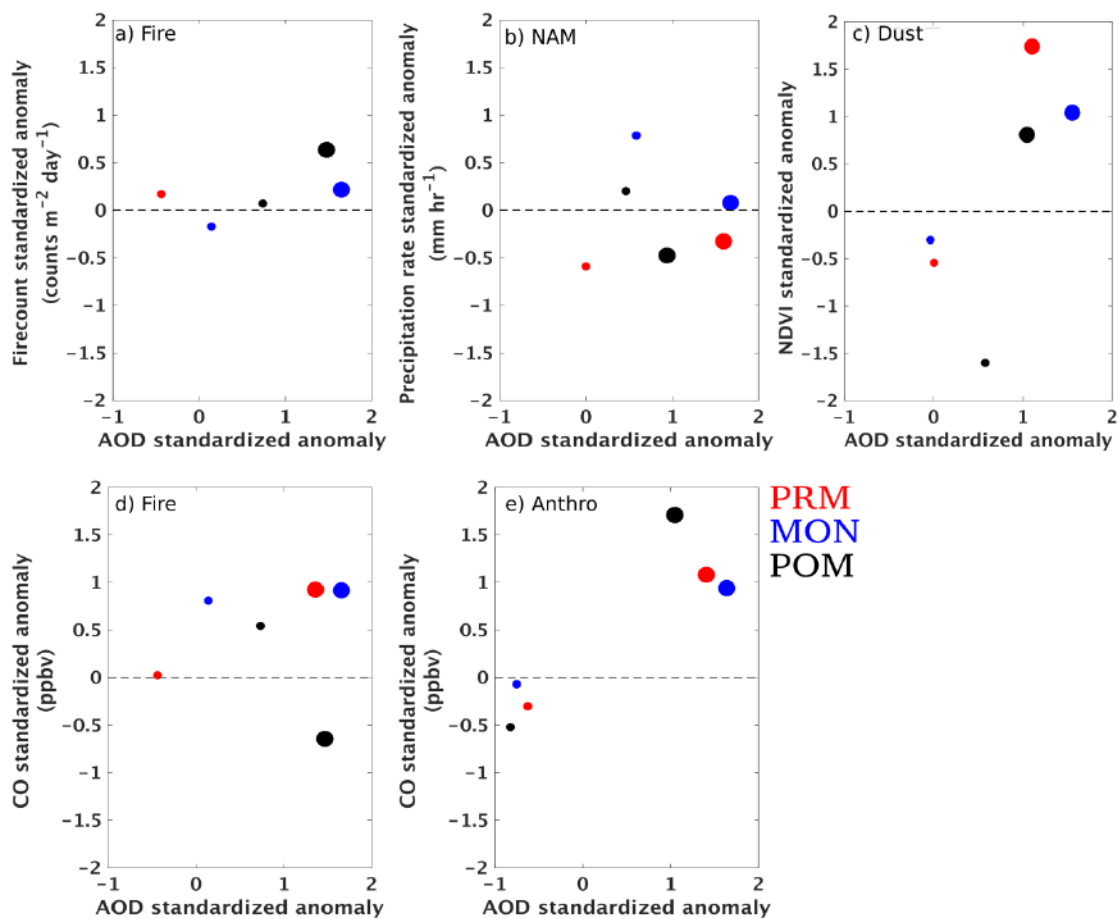 a) Fire
Firecount standardized anomaly
(counts m⁻² day⁻¹)
2
1.5
1
0.5
0
-0.5
-1
-1.5
-2
-1 0 1 2
AOD standardized anomaly
b) NAM
Precipitation rate standardized anomaly
(mm hr⁻¹)
2
1.5
1
0.5
0
-0.5
-1
-1.5
-2
-1 0 1 2
AOD standardized anomaly
c) Dust
NDVI standardized anomaly
2
1.5
1
0.5
0
-0.5
-1
-1.5
-2
-1 0 1 2
AOD standardized anomaly
d) Fire
CO standardized anomaly
(ppbv)
2
1.5
1
0.5
0
-0.5
-1
-1.5
-2
-1 0 1 2
AOD standardized anomaly
e) Anthro
CO standardized anomaly
(ppbv)
2
1.5
1
0.5
0
-0.5
-1
-1.5
-2
-1 0 1 2
AOD standardized anomaly
PRM
MON
POM